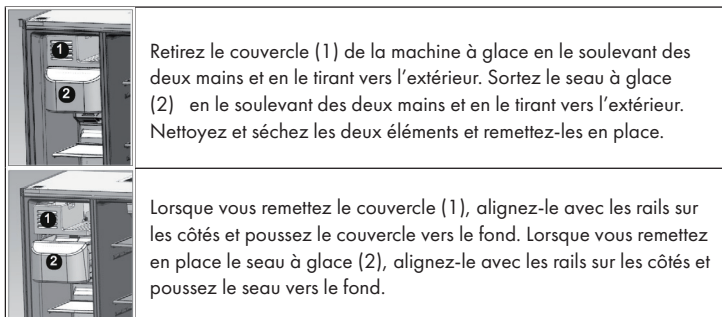 1
2
Retirez le couvercle (1) de la machine à glace en le soulevant des
deux mains et en le tirant vers l'extérieur. Sortez le seau à glace
(2) en le soulevant des deux mains et en le tirant vers l'extérieur.
Nettoyez et séchez les deux éléments et remettez-les en place.
1
2
Lorsque vous remettez le couvercle (1), alignez-le avec les rails sur
les côtés et poussez le couvercle vers le fond. Lorsque vous remettez
en place le seau à glace (2), alignez-le avec les rails sur les côtés et
poussez le seau vers le fond.